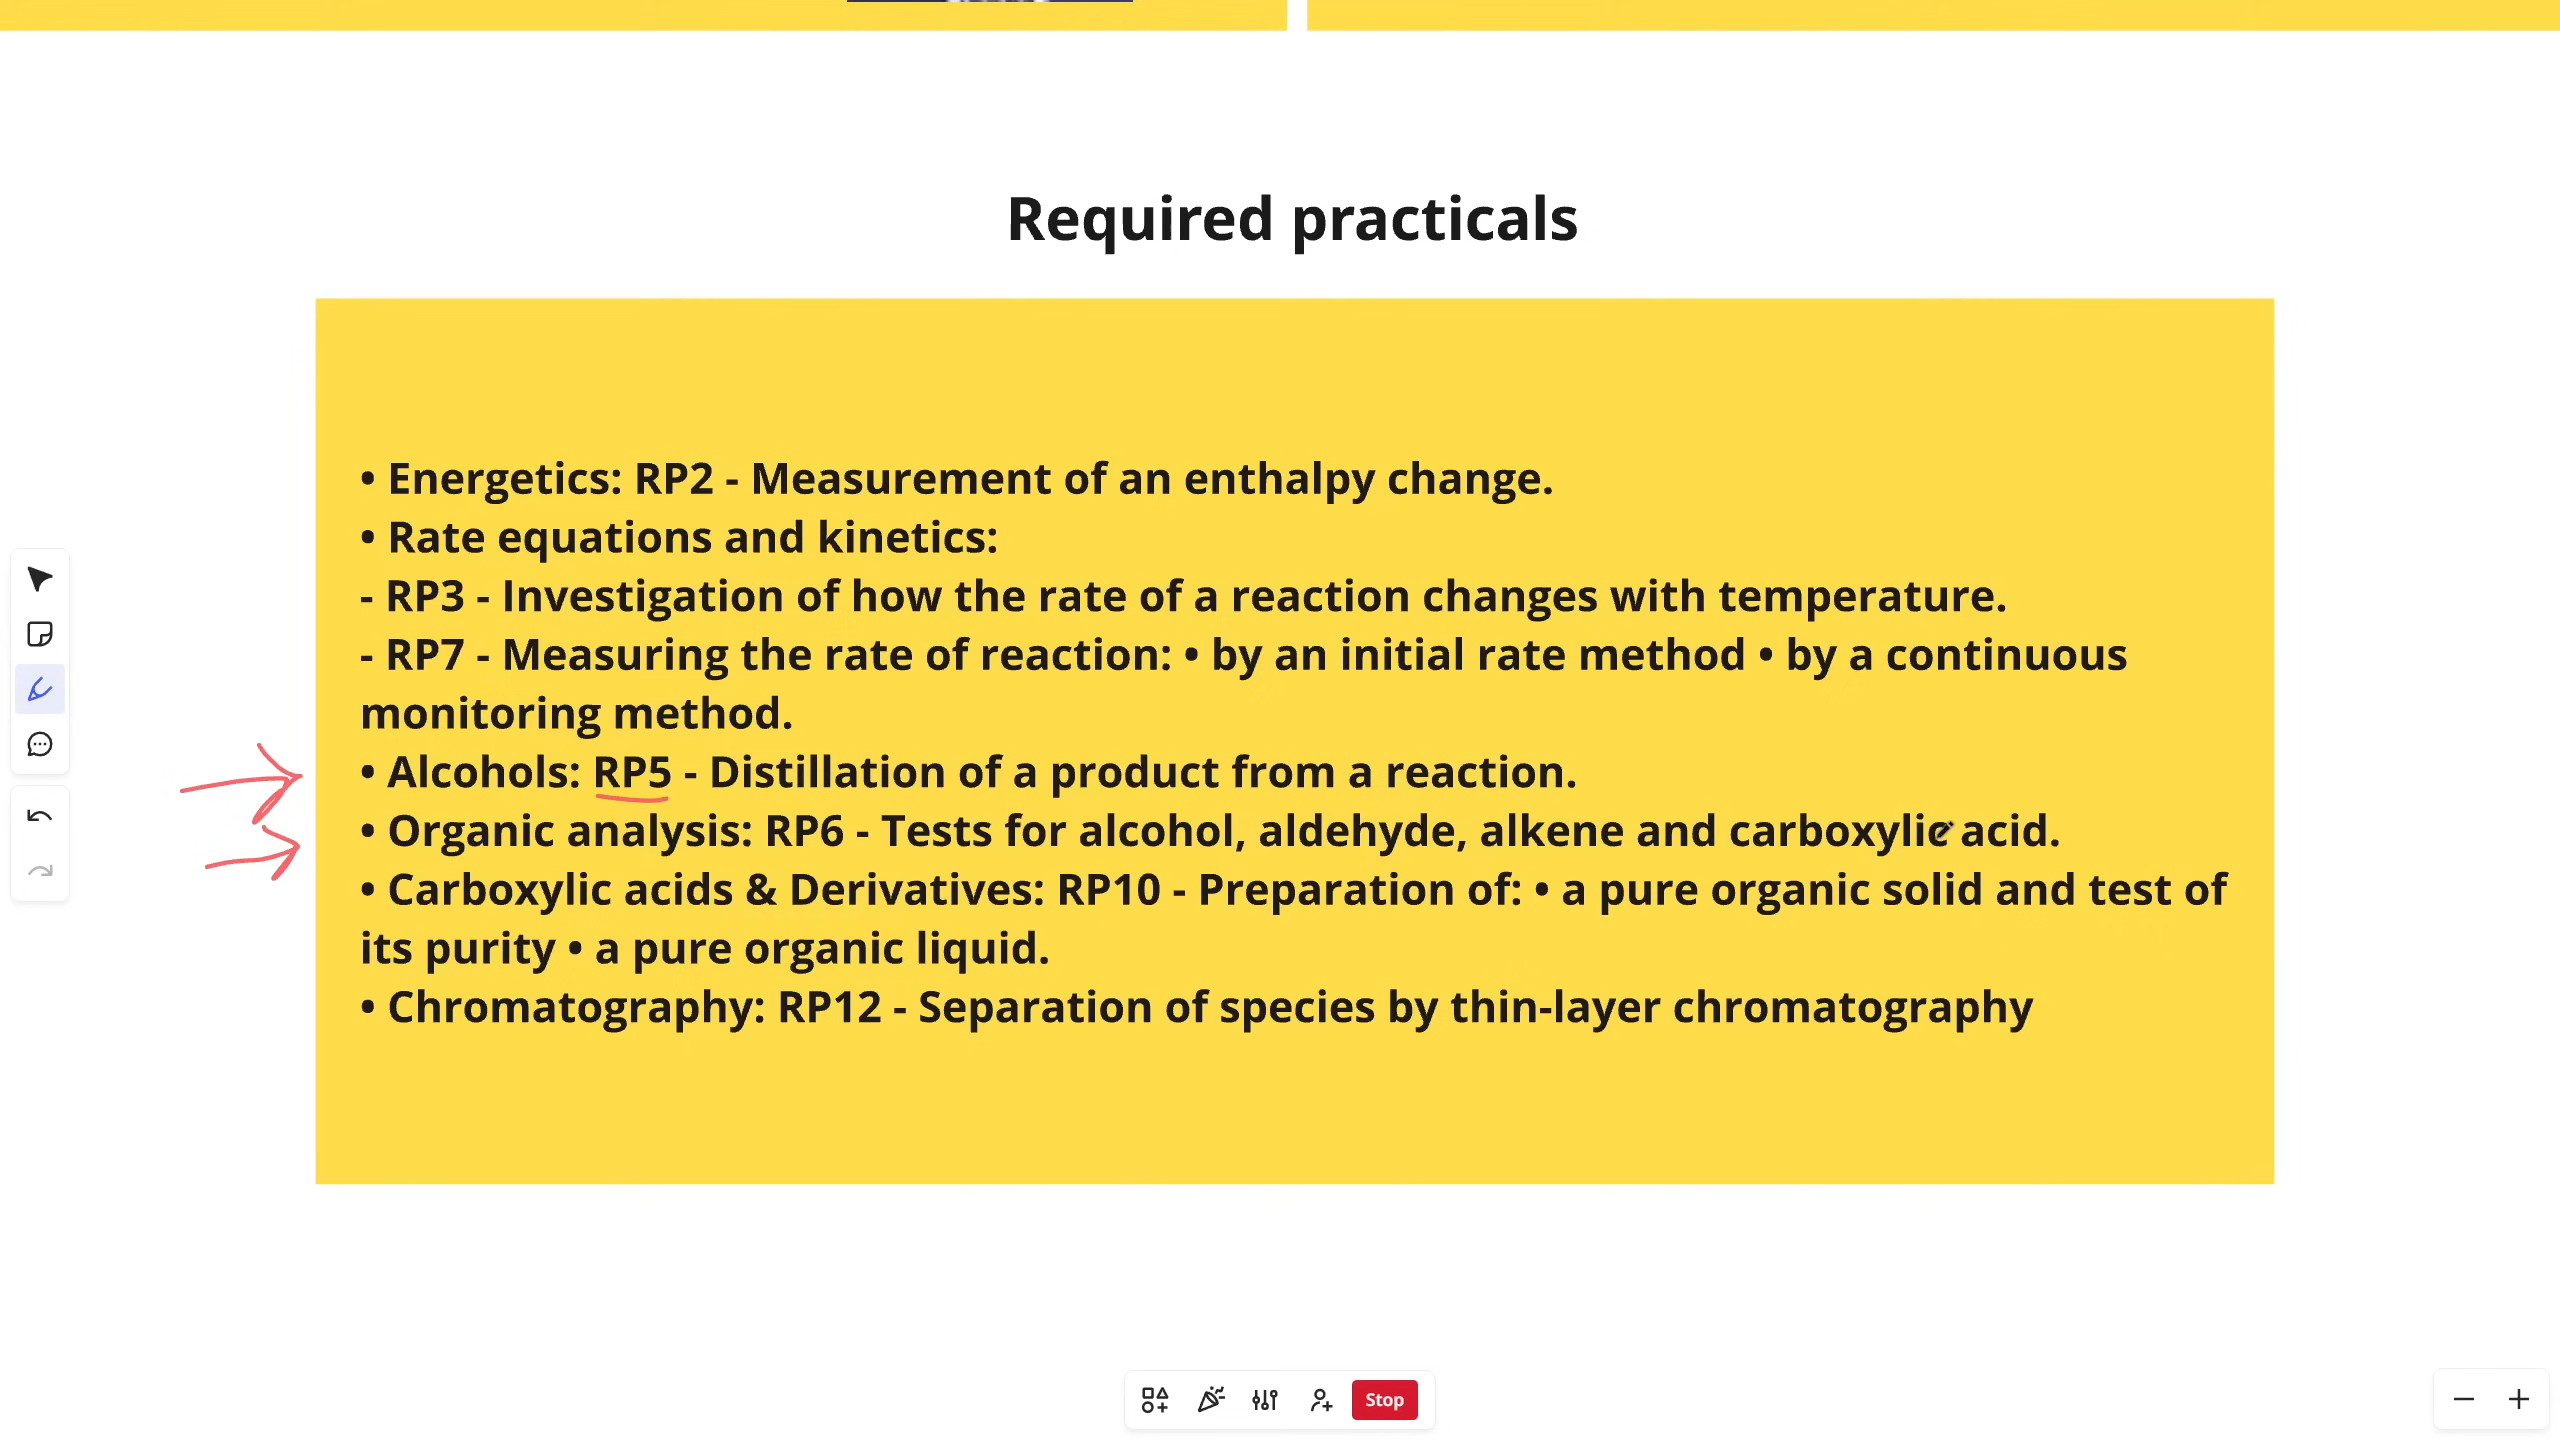 Required practicals
• Energetics: RP2 - Measurement of an enthalpy change.
• Rate equations and kinetics:
- RP3 - Investigation of how the rate of a reaction changes with temperature.
- RP7 - Measuring the rate of reaction: • by an initial rate method • by a continuous
monitoring method.
• Alcohols: RP5 - Distillation of a product from a reaction.
• Organic analysis: RP6 - Tests for alcohol, aldehyde, alkene and carboxylic acid.
• Carboxylic acids & Derivatives: RP10 - Preparation of: • a pure organic solid and test of
its purity • a pure organic liquid.
• Chromatography: RP12 - Separation of species by thin-layer chromatography
Stop